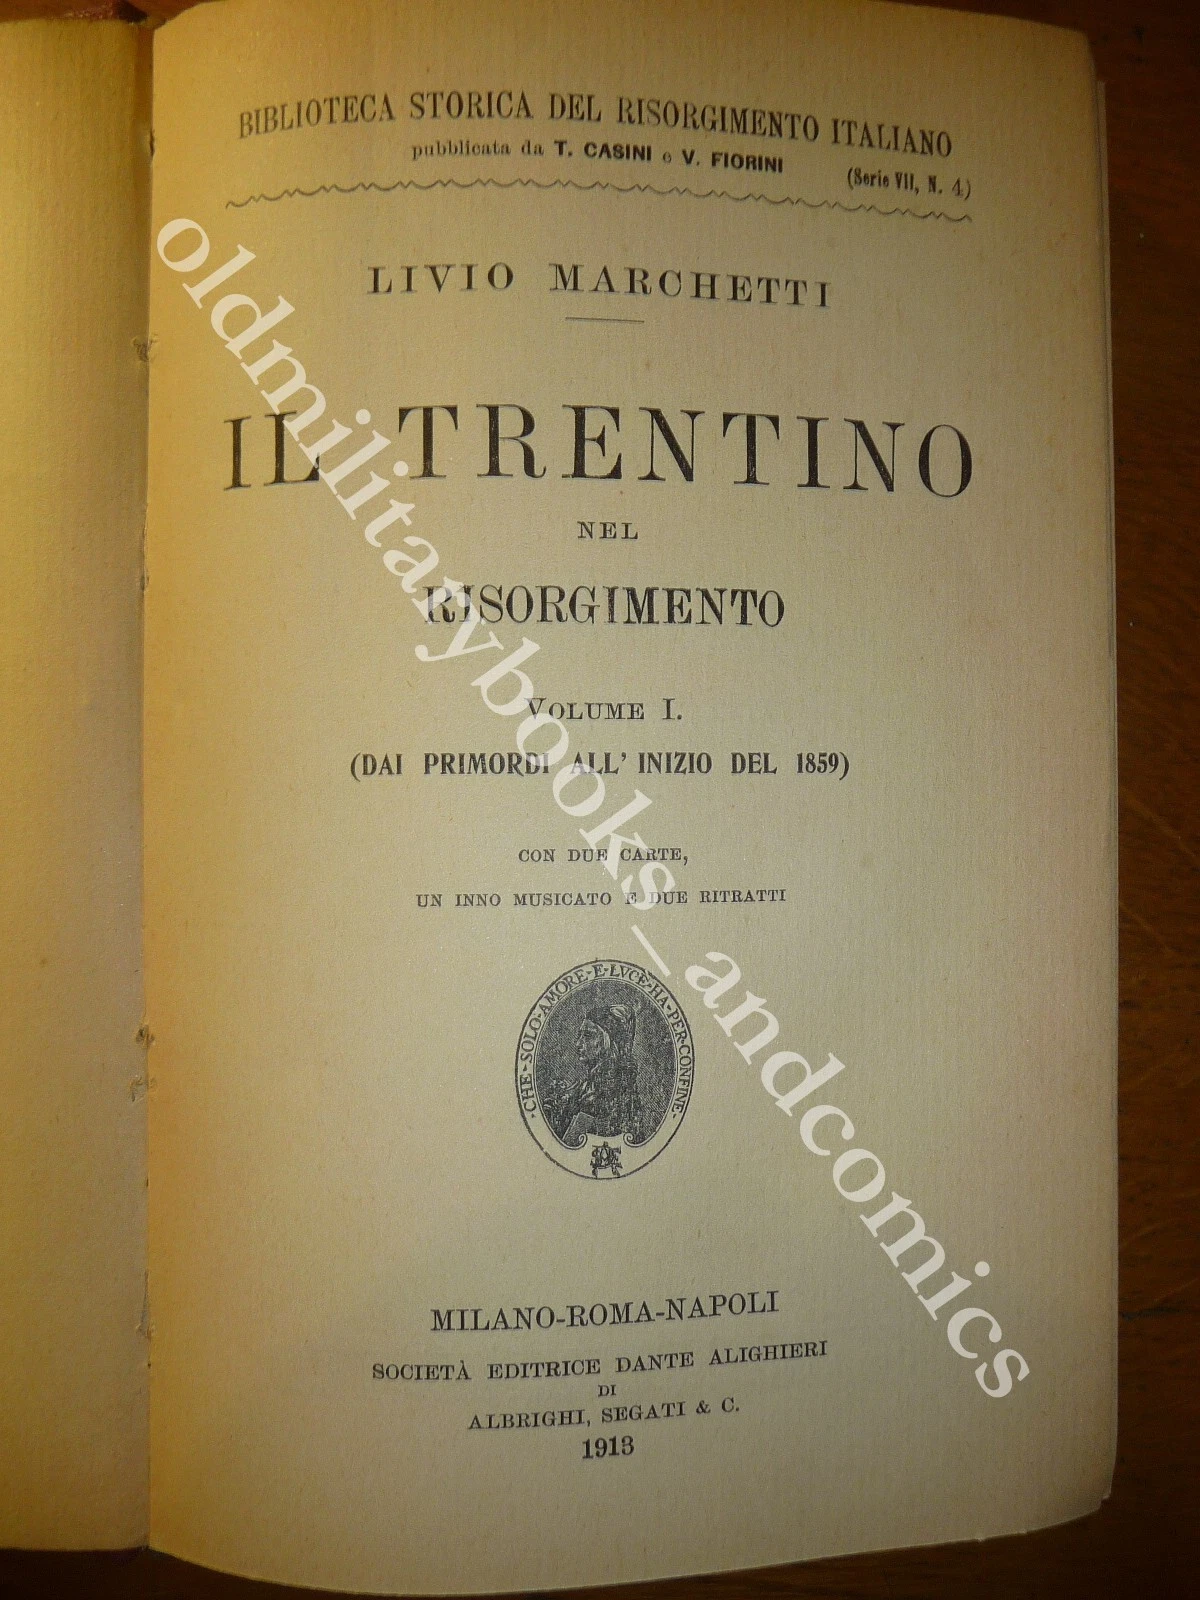 BIBLIOTECA STORICA DEL RISORGIMENTO ITALIANO
pubblicata da T. CASINI e V. FIORINI
(Serie VII, N. 4)
LIVIO MARCHETTI
IL TRENTINO
NEL
RISORGIMENTO
VOLUME I.
(DAI PRIMORDI ALL' INIZIO DEL 1859)
CON DUE CARTE,
UN INNO MUSICATO E DUE RITRATTI
·CHE·SOLO·AMORE·E·LVCE·HA·PER·CONFINE·
MILANO-ROMA-NAPOLI
SOCIETÀ EDITRICE DANTE ALIGHIERI
DI
ALBRIGHI, SEGATI & C.
1913
oldmilitarybooks_andcomics